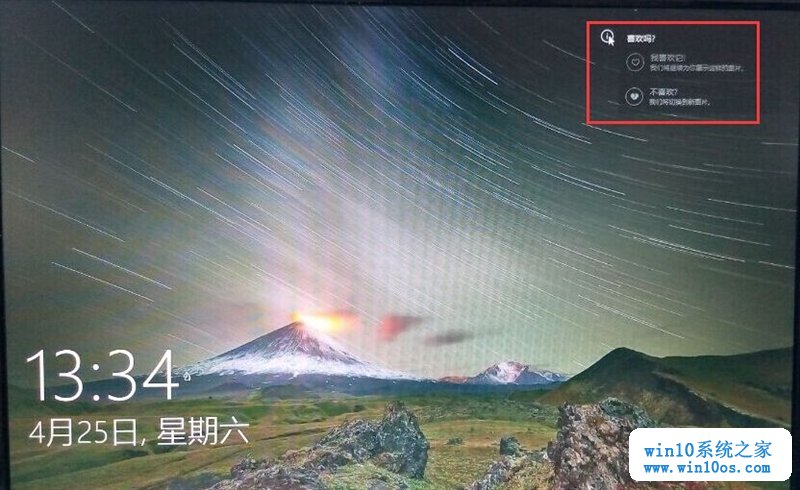 喜欢吗?
我喜欢它!
我们将继续为你展示这样的图片。
不喜欢?
我们将切换到新图片。
13:34
4月25日, 星期六
win10系统之家
www.win10os.com